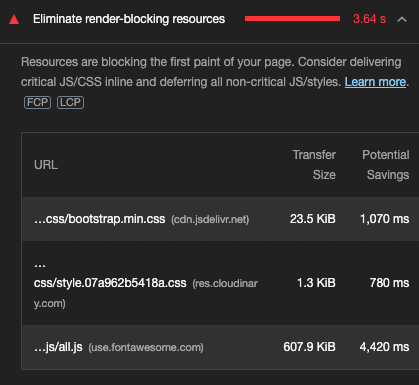 Eliminate render-blocking resources 3.64 s
Resources are blocking the first paint of your page. Consider delivering
critical JS/CSS inline and deferring all non-critical JS/styles. Learn more.
FCP LCP
URL Transfer Size Potential Savings
…css/bootstrap.min.css (cdn.jsdelivr.net) 23.5 KiB 1,070 ms
…
css/style.07a962b5418a.css (res.cloudinar 1.3 KiB 780 ms
y.com)
…js/all.js (use.fontawesome.com) 607.9 KiB 4,420 ms